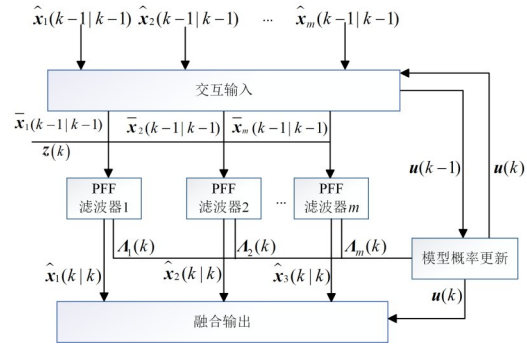 x̂₁(k−1|k−1) x̂₂(k−1|k−1) ··· x̂ₘ(k−1|k−1)
交互输入
x̄₁(k−1|k−1) x̄₂(k−1|k−1) x̄ₘ(k−1|k−1)
z(k)
u(k−1) u(k)
PFF
滤波器1
PFF
滤波器2
···
PFF
滤波器m
Λ₁(k) Λ₂(k) Λₘ(k)
模型概率更新
x̂₁(k|k) x̂₂(k|k) x̂₃(k|k)
u(k)
融合输出